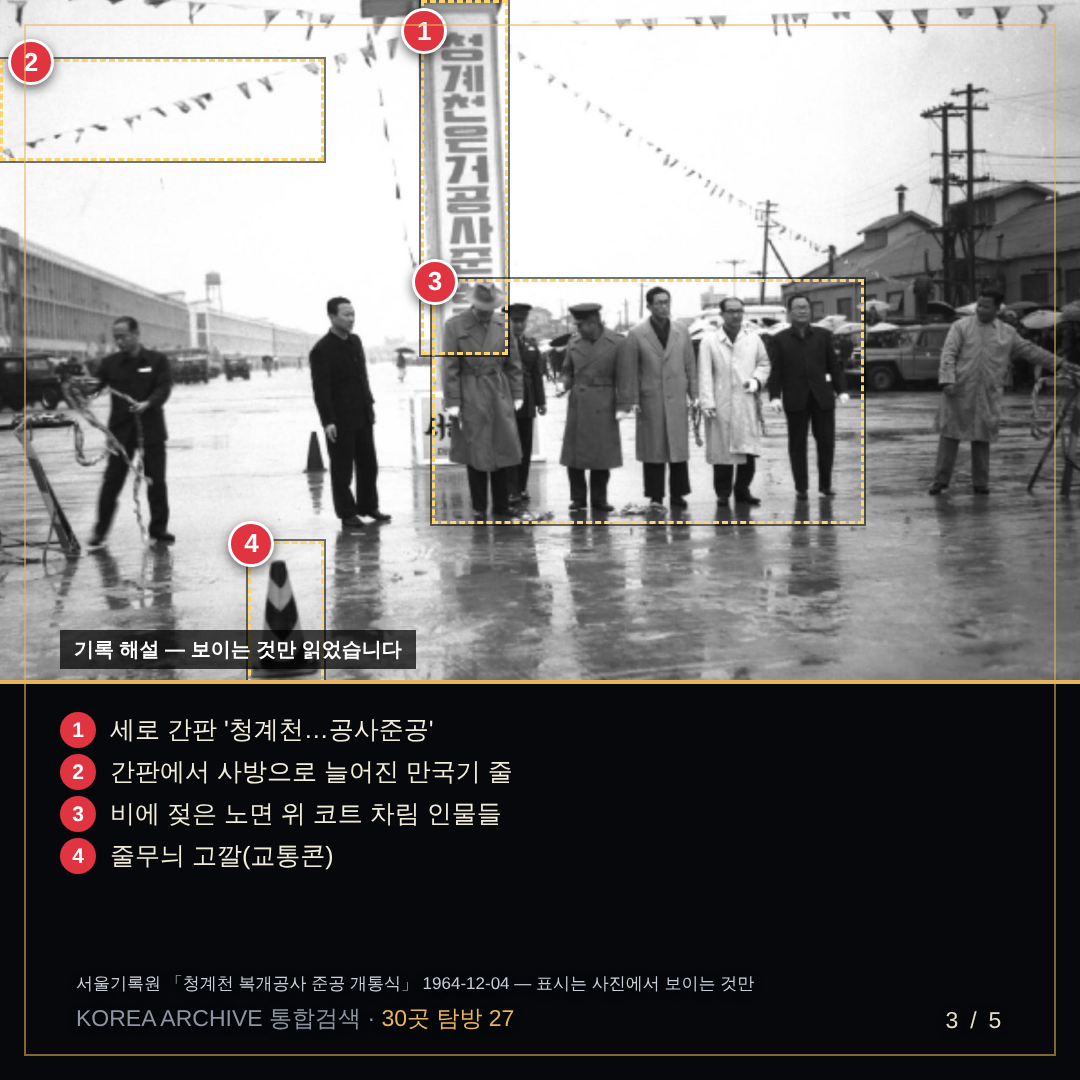 1
청계천은거공사준
2
3
4
기록 해설 — 보이는 것만 읽었습니다
1 세로 간판 '청계천…공사준공'
2 간판에서 사방으로 늘어진 만국기 줄
3 비에 젖은 노면 위 코트 차림 인물들
4 줄무늬 고깔(교통콘)
서울기록원 「청계천 복개공사 준공 개통식」 1964-12-04 — 표시는 사진에서 보이는 것만
KOREA ARCHIVE 통합검색 · 30곳 탐방 27
3 / 5